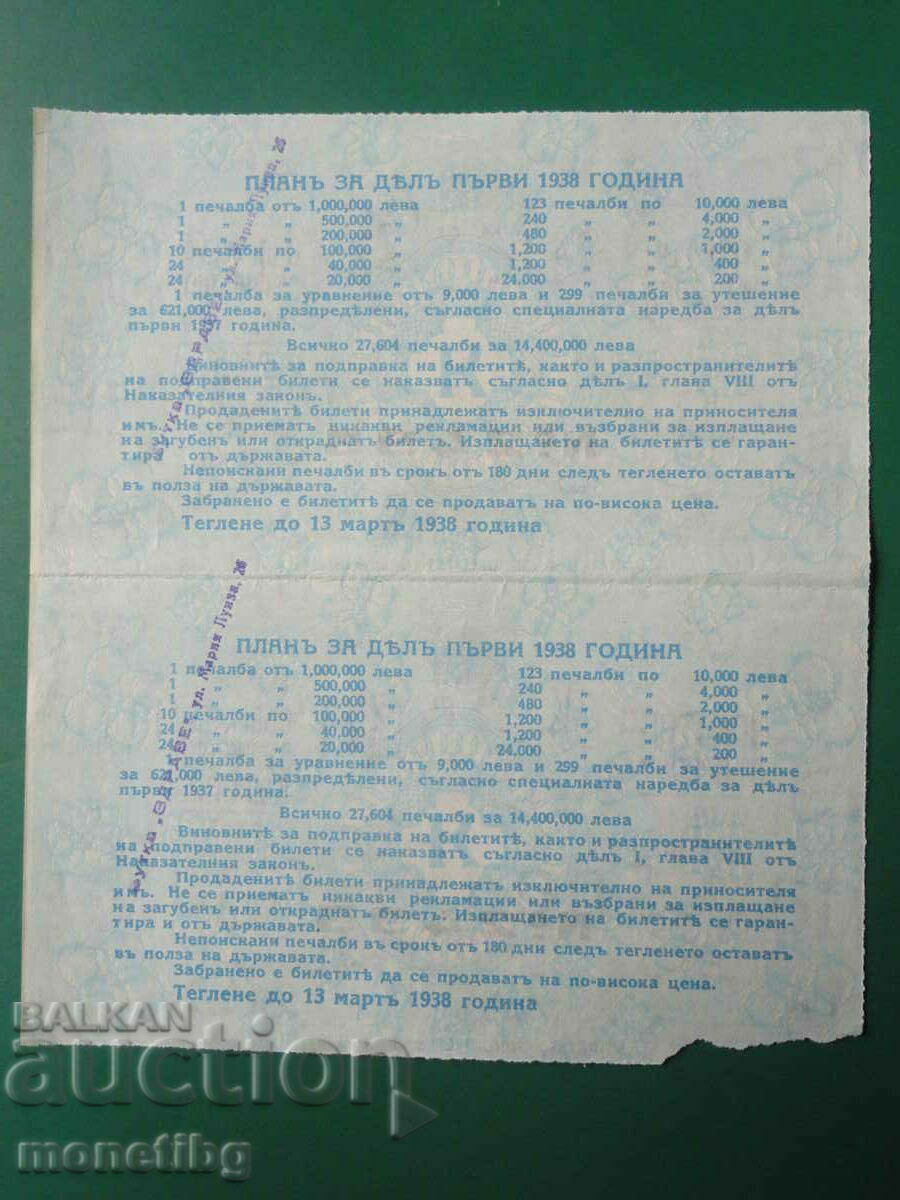 ПЛАНЪ ЗА ДѢЛЪ ПЪРВИ 1938 ГОДИНА
1 печалба отъ 1,000,000 лева 123 печалби по 10,000 лева
1 „ „ 500,000 „ 240 „ „ 4,000 „
1 „ „ 200,000 „ 480 „ „ 2,000 „
10 печалби по 100,000 „ 1,200 „ „ 1,000 „
24 „ „ 40,000 „ 1,200 „ „ 400 „
24 „ „ 20,000 „ 24.000 „ „ 200 „
1 печалба за уравнение отъ 9,000 лева и 299 печалби за утешение
за 621,000 лева, разпредѣлени, съгласно специалната наредба за дѣлъ
първи 1937 година.
Всичко 27,604 печалби за 14,400,000 лева
Виновнитѣ за подправка на билетитѣ, както и разпространителитѣ
на подправени билети се наказватъ съгласно дѣлъ I, глава VIII отъ
Наказателния законъ.
Продаденитѣ билети принадлежатъ изключително на приносителя
имъ. Не се приематъ никакви рекламации или възбрани за изплащане
на загубенъ или откраднатъ билетъ. Изплащането на билетитѣ се гаран-
тира отъ държавата.
Непоискани печалби въ срокъ отъ 180 дни следъ тегленето оставатъ
въ полза на държавата.
Забранено е билетитѣ да се продаватъ на по-висока цена.
Теглене до 13 мартъ 1938 година
ул. Мария Луиза, 26
ПЛАНЪ ЗА ДѢЛЪ ПЪРВИ 1938 ГОДИНА
1 печалба отъ 1,000,000 лева 123 печалби по 10,000 лева
1 „ „ 500,000 „ 240 „ „ 4,000 „
1 „ „ 200,000 „ 480 „ „ 2,000 „
10 печалби по 100,000 „ 1,200 „ „ 1,000 „
24 „ „ 40,000 „ 1,200 „ „ 400 „
24 „ „ 20,000 „ 24.000 „ „ 200 „
1 печалба за уравнение отъ 9,000 лева и 299 печалби за утешение
за 621,000 лева, разпредѣлени, съгласно специалната наредба за дѣлъ
първи 1937 година.
Всичко 27,604 печалби за 14,400,000 лева
Виновнитѣ за подправка на билетитѣ, както и разпространителитѣ
на подправени билети се наказватъ съгласно дѣлъ I, глава VIII отъ
Наказателния законъ.
Продаденитѣ билети принадлежатъ изключително на приносителя
имъ. Не се приематъ никакви рекламации или възбрани за изплащане
на загубенъ или откраднатъ билетъ. Изплащането на билетитѣ се гаран-
тира и отъ държавата.
Непоискани печалби въ срокъ отъ 180 дни следъ тегленето оставатъ
въ полза на държавата.
Забранено е билетитѣ да се продаватъ на по-висока цена.
Теглене до 13 мартъ 1938 година
ул. Мария Луиза, 26
BALKAN
auction
monetibg